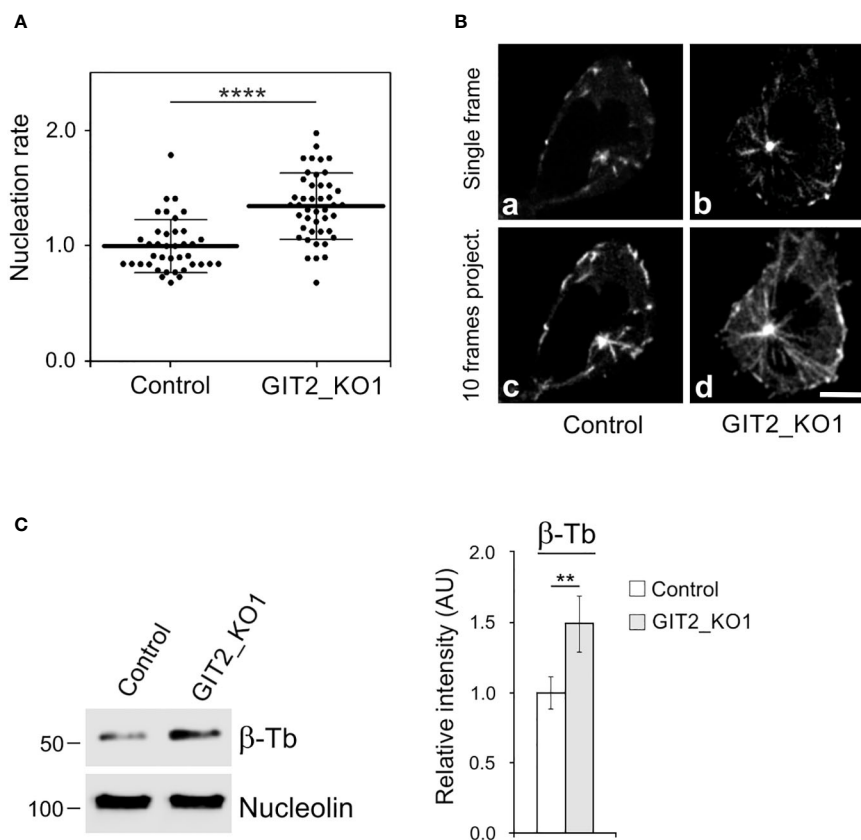 A
Nucleation rate
2.0
1.0
0.0
****
Control
GIT2_KO1
B
Single frame
10 frames project.
a
b
c
d
Control
GIT2_KO1
C
Control
GIT2_KO1
50
β-Tb
100
Nucleolin
β-Tb
**
Relative intensity (AU)
2.0
1.5
1.0
0.5
0.0
Control
GIT2_KO1